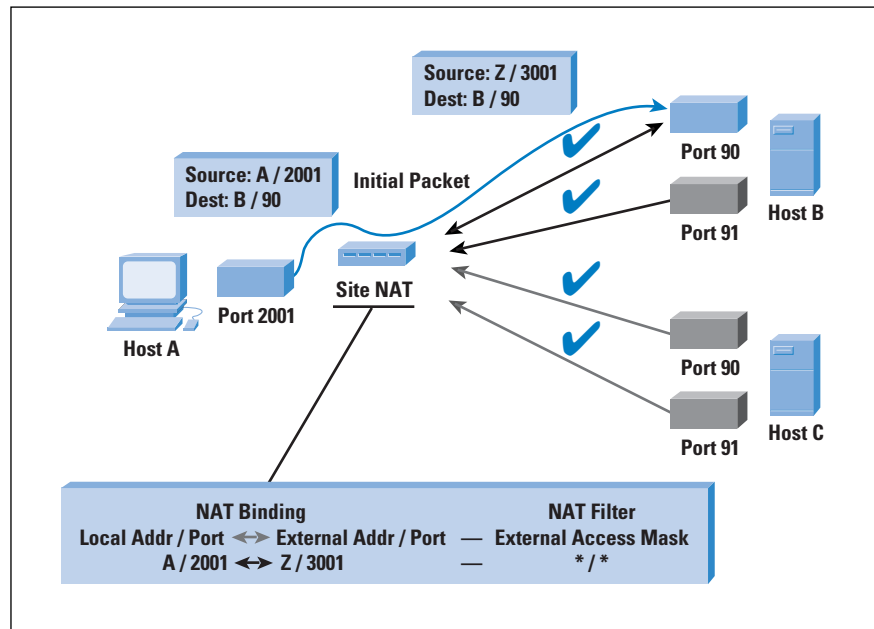 Source: Z / 3001
Dest: B / 90
Source: A / 2001
Dest: B / 90
Initial Packet
Port 90
Host B
Port 91
Site NAT
Port 2001
Host A
Port 90
Host C
Port 91
NAT Binding NAT Filter
Local Addr / Port ↔ External Addr / Port — External Access Mask
A / 2001 ↔ Z / 3001 — * / *